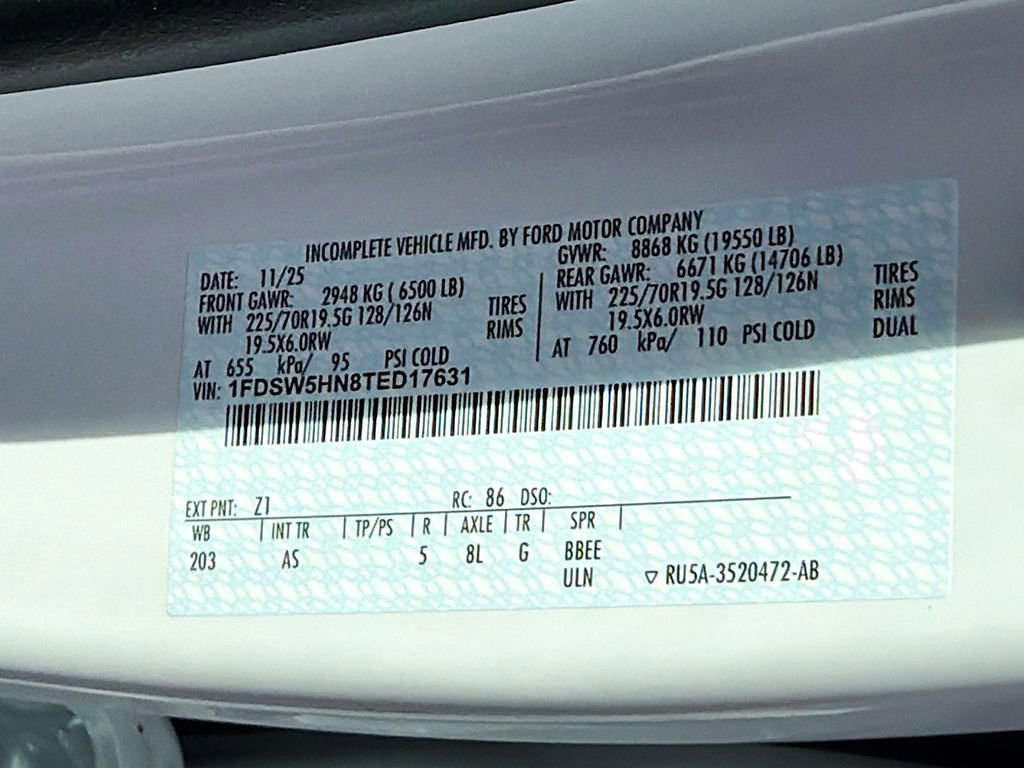 INCOMPLETE VEHICLE MFD. BY FORD MOTOR COMPANY
DATE: 11/25 GVWR: 8868 KG (19550 LB)
FRONT GAWR: 2948 KG ( 6500 LB) REAR GAWR: 6671 KG (14706 LB)
WITH 225/70R19.5G 128/126N TIRES WITH 225/70R19.5G 128/126N TIRES
19.5X6.0RW RIMS 19.5X6.0RW RIMS
AT 655 kPa/ 95 PSI COLD AT 760 kPa/ 110 PSI COLD DUAL
VIN: 1FDSW5HN8TED17631
EXT PNT: Z1 RC: 86 DSO:
WB | INT TR | TP/PS | R | AXLE | TR | SPR |
203 AS 5 8L G BBEE
ULN ▽ RU5A-3520472-AB